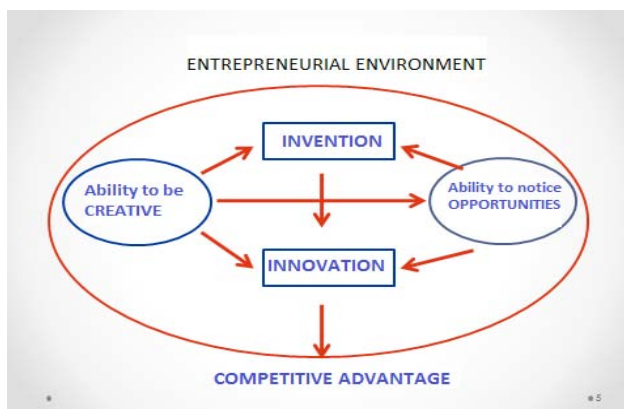 ENTREPRENEURIAL ENVIRONMENT
INVENTION
Ability to be
CREATIVE
Ability to notice
OPPORTUNITIES
INNOVATION
COMPETITIVE ADVANTAGE
5